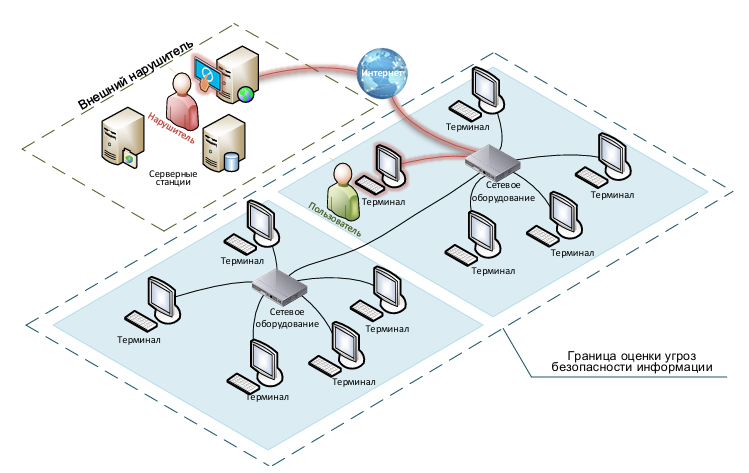 Внешний нарушитель
Интернет
Нарушитель
Серверные
станции
Терминал
Терминал
Терминал
Сетевое
оборудование
Пользователь
Терминал
Терминал
Терминал
Терминал
Терминал
Сетевое
оборудование
Терминал
Терминал
Терминал
Граница оценки угроз
безопасности информации